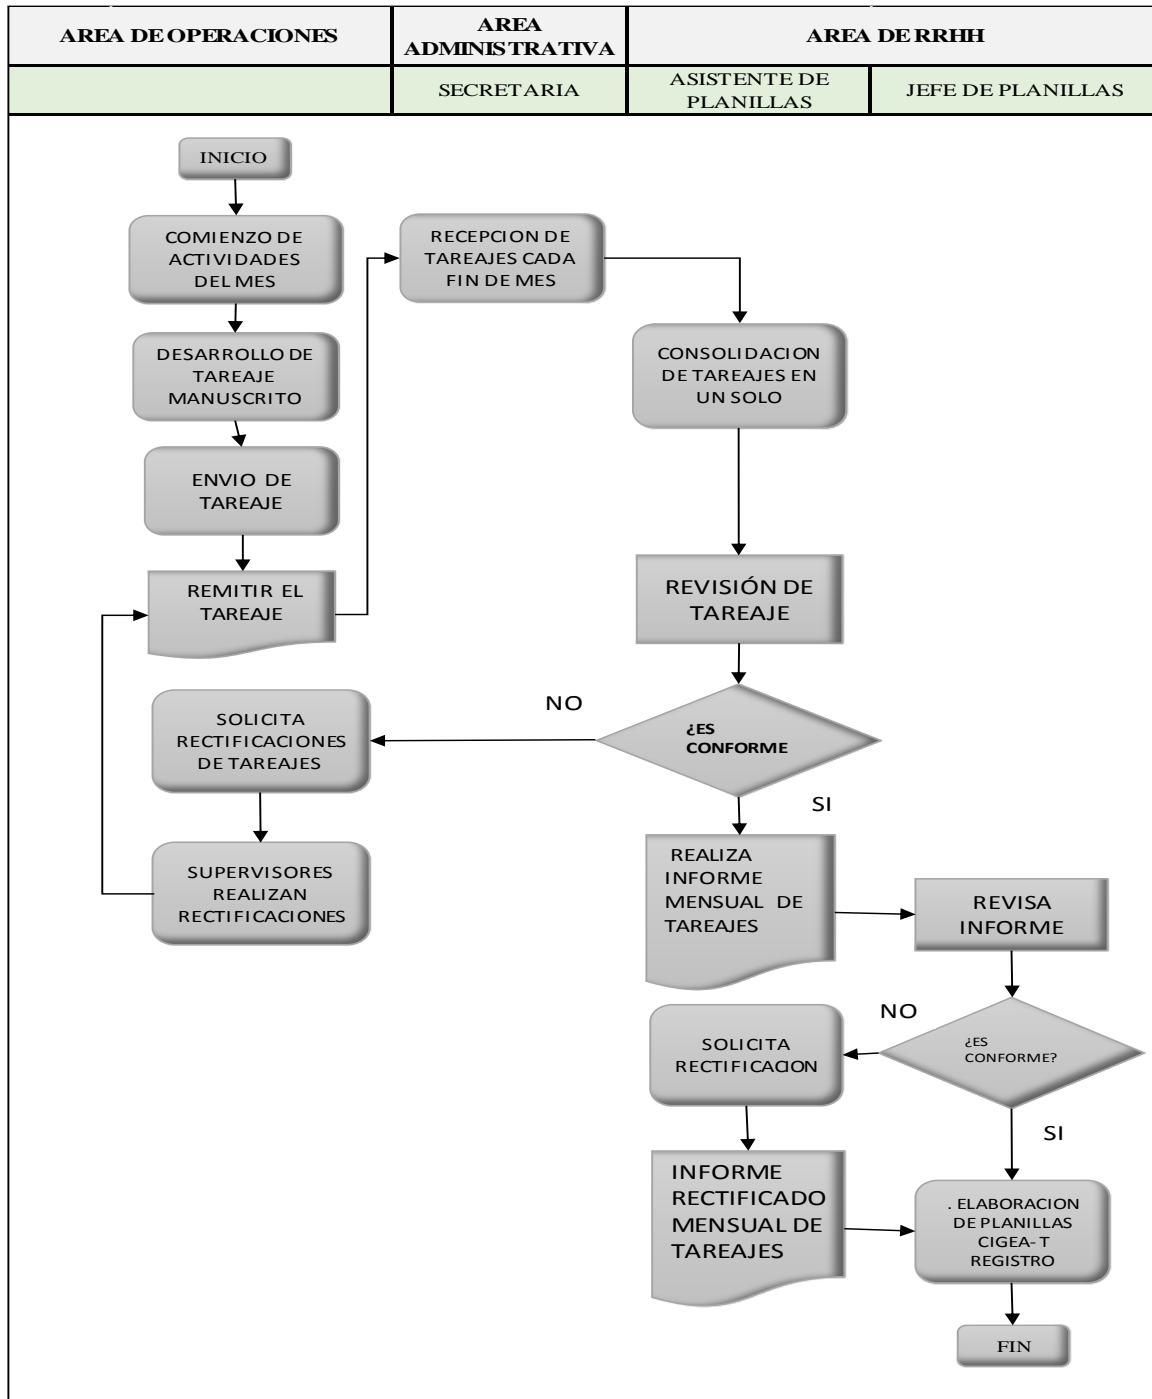 AREA DE OPERACIONES
AREA
ADMINISTRATIVA
AREA DE RRHH
SECRETARIA
ASISTENTE DE
PLANILLAS
JEFE DE PLANILLAS
INICIO
COMIENZO DE
ACTIVIDADES
DEL MES
RECEPCION DE
TAREAJES CADA
FIN DE MES
DESARROLLO DE
TAREAJE
MANUSCRITO
CONSOLIDACION
DE TAREAJES EN
UN SOLO
ENVIO DE
TAREAJE
REMITIR EL
TAREAJE
REVISIÓN DE
TAREAJE
¿ES
CONFORME
NO
SOLICITA
RECTIFICACIONES
DE TAREAJES
SI
SUPERVISORES
REALIZAN
RECTIFICACIONES
REALIZA
INFORME
MENSUAL DE
TAREAJES
REVISA
INFORME
NO
¿ES
CONFORME?
SOLICITA
RECTIFICACION
SI
INFORME
RECTIFICADO
MENSUAL DE
TAREAJES
. ELABORACION
DE PLANILLAS
CIGEA- T
REGISTRO
FIN